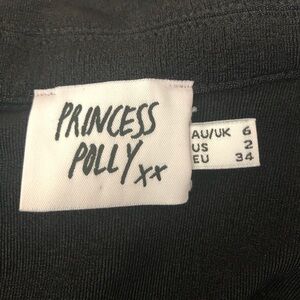 PRINCESS
POLLY xx
AU/UK 6
US 2
EU 34